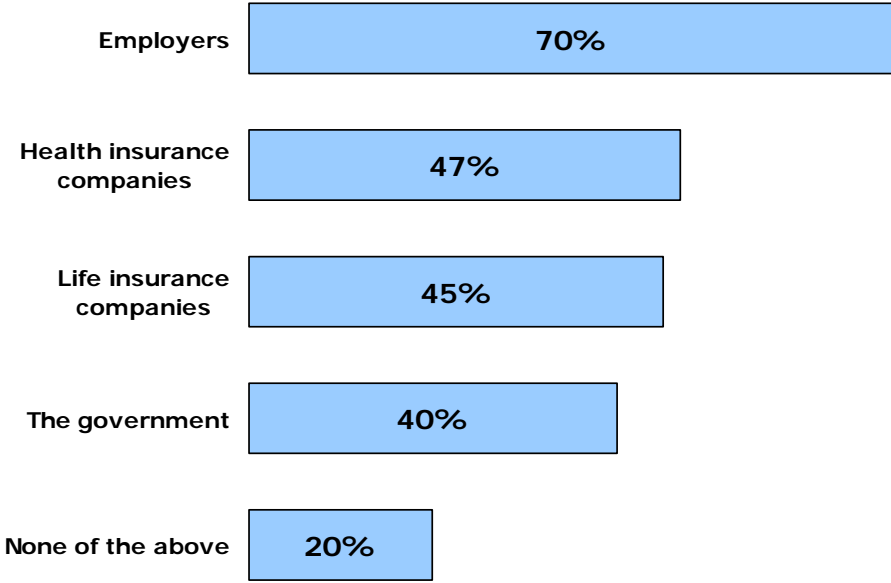 Employers
70%
Health insurance
companies
47%
Life insurance
companies
45%
The government
40%
None of the above
20%